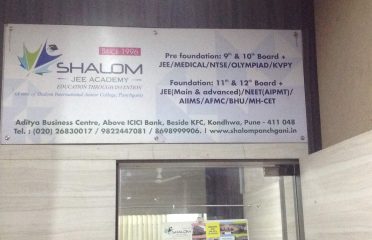 SINCE 1996
SHALOM
JEE ACADEMY
EDUCATION THROUGH INTENTION
Pre foundation: 9th & 10th Board +
JEE/MEDICAL/NTSE/OLYMPIAD/KVPY
Foundation: 11th & 12th Board +
JEE(Main & advanced)/NEET(AIPMT)/
AIIMS/AFMC/BHU/MH-CET
Aditya Business Centre, Above ICICI Bank, Beside KFC, Kondhwa, Pune - 411 048
Tel. : (020) 26830017 / 9822447081 / 8698999906. | www.shalompanchgani.in
SHALOM